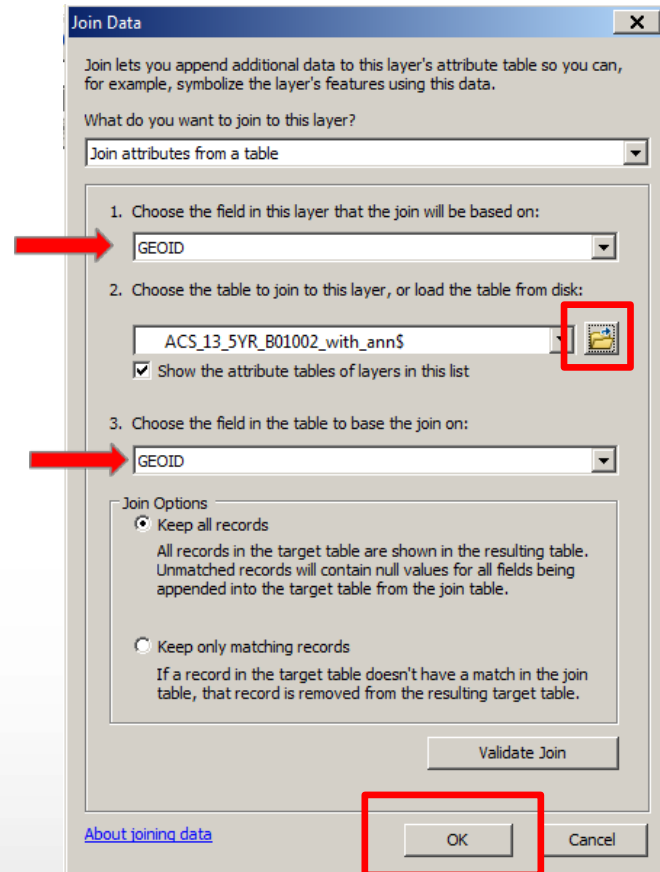 Join Data
Join lets you append additional data to this layer's attribute table so you can,
for example, symbolize the layer's features using this data.
What do you want to join to this layer?
Join attributes from a table
1. Choose the field in this layer that the join will be based on:
GEOID
2. Choose the table to join to this layer, or load the table from disk:
ACS_13_5YR_B01002_with_ann$
Show the attribute tables of layers in this list
3. Choose the field in the table to base the join on:
GEOID
Join Options
Keep all records
All records in the target table are shown in the resulting table.
Unmatched records will contain null values for all fields being
appended into the target table from the join table.
Keep only matching records
If a record in the target table doesn't have a match in the join
table, that record is removed from the resulting target table.
Validate Join
About joining data
OK
Cancel